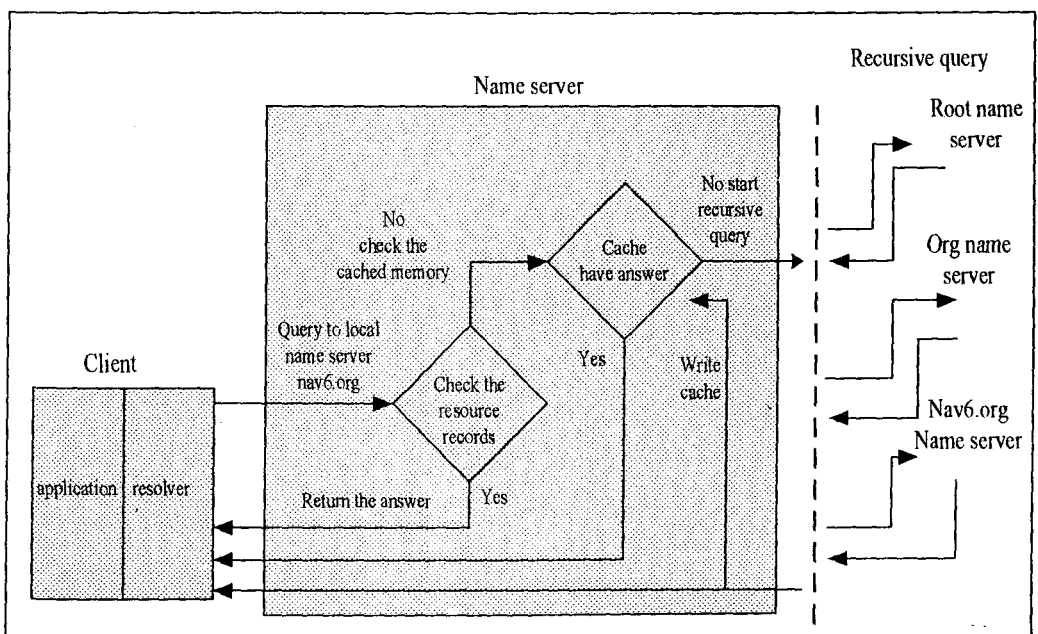 Recursive query
Name server
Root name
server
No start
recursive
query
No
check the
cached memory
Cache
have answer
Org name
server
Query to local
name server
nav6.org
Client
Yes
Write
cache
Check the
resource
records
Nav6.org
Name server
application
resolver
Return the answer
Yes